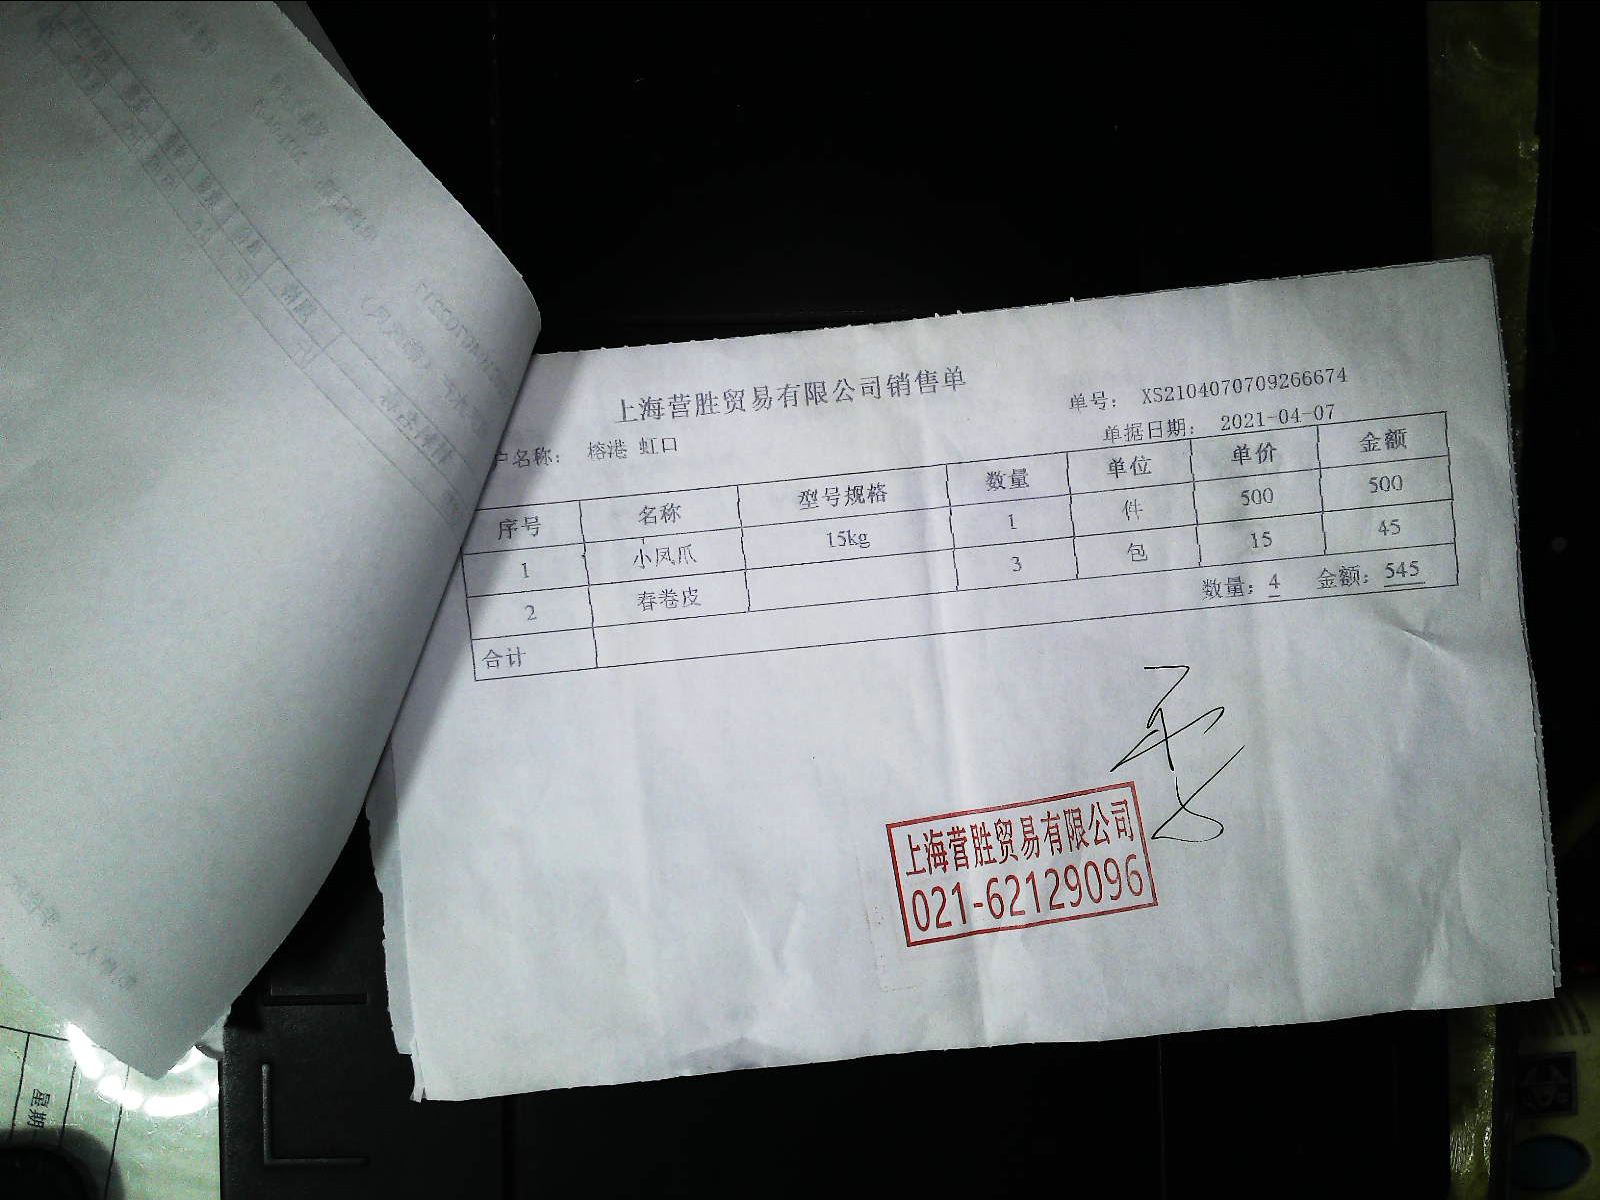 上海营胜贸易有限公司销售单
单号： XS2104070709266674
户名称： 榕港 虹口
单据日期： 2021-04-07
序号 名称 型号规格 数量 单位 单价 金额
1 小凤爪 15kg 1 件 500 500
2 春卷皮 3 包 15 45
合计 数量：4 金额：545
上海营胜贸易有限公司
021-62129096
星期